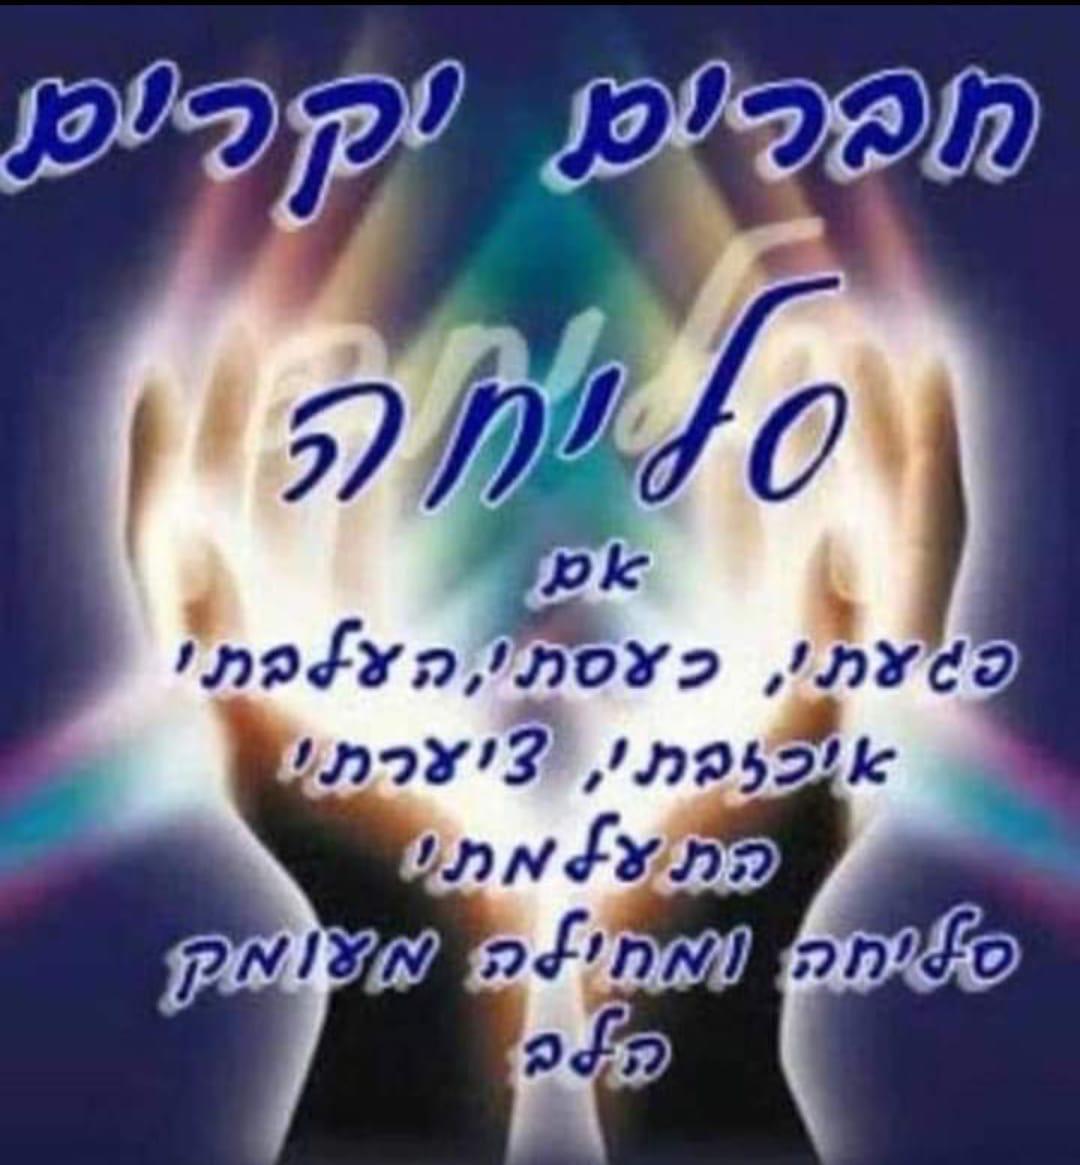 חברים יקרים
סליחה
אם
פגעתי, כעסתי,העלבתי
איכזבתי, ציערתי
התעלמתי
סליחה ומחילה מעומק
הלב